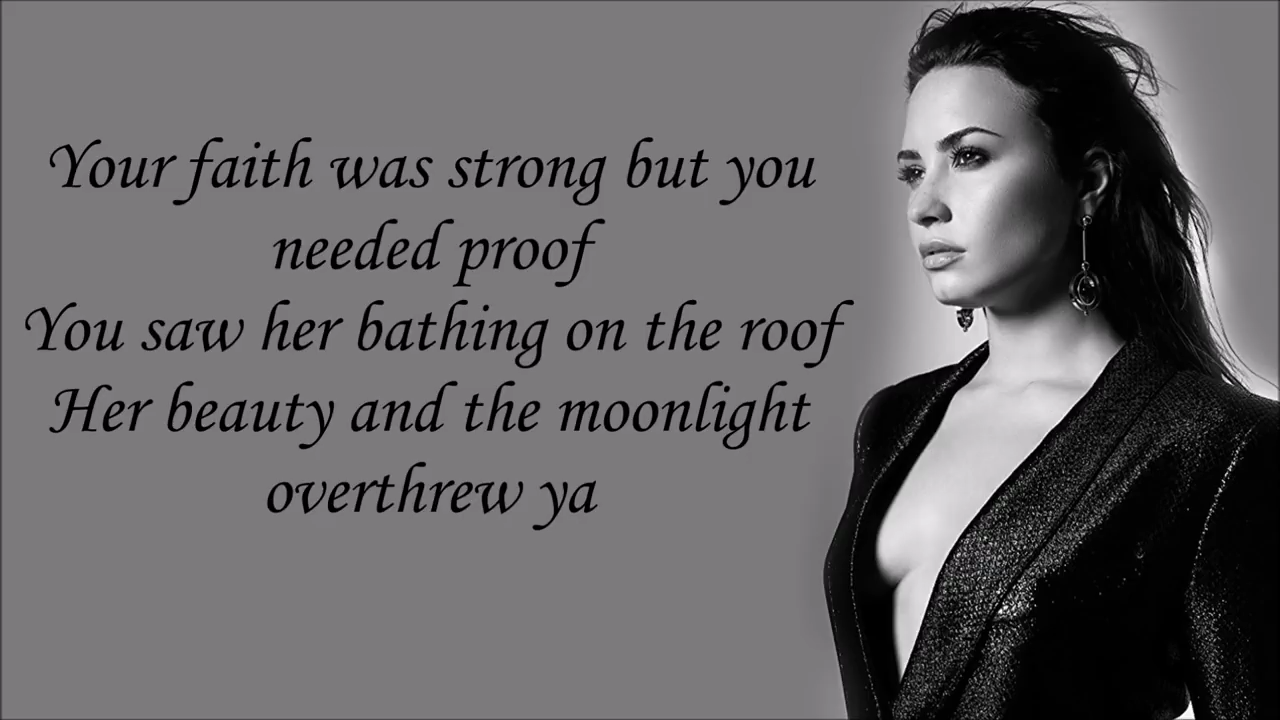 Your faith was strong but you
needed proof
You saw her bathing on the roof
Her beauty and the moonlight
overthrew ya